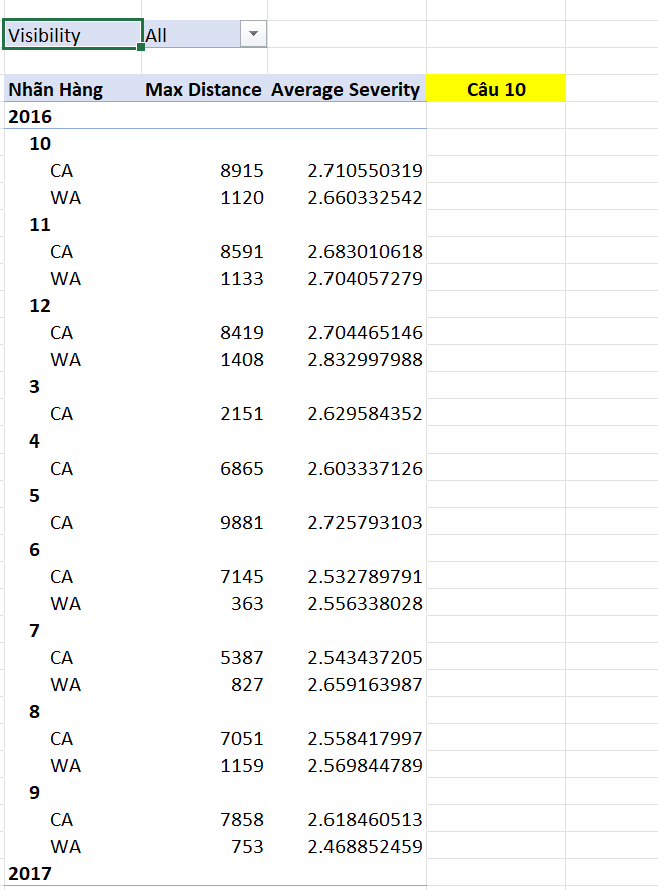 Visibility All
Nhãn Hàng Max Distance Average Severity Câu 10
2016
10
CA 8915 2.710550319
WA 1120 2.660332542
11
CA 8591 2.683010618
WA 1133 2.704057279
12
CA 8419 2.704465146
WA 1408 2.832997988
3
CA 2151 2.629584352
4
CA 6865 2.603337126
5
CA 9881 2.725793103
6
CA 7145 2.532789791
WA 363 2.556338028
7
CA 5387 2.543437205
WA 827 2.659163987
8
CA 7051 2.558417997
WA 1159 2.569844789
9
CA 7858 2.618460513
WA 753 2.468852459
2017